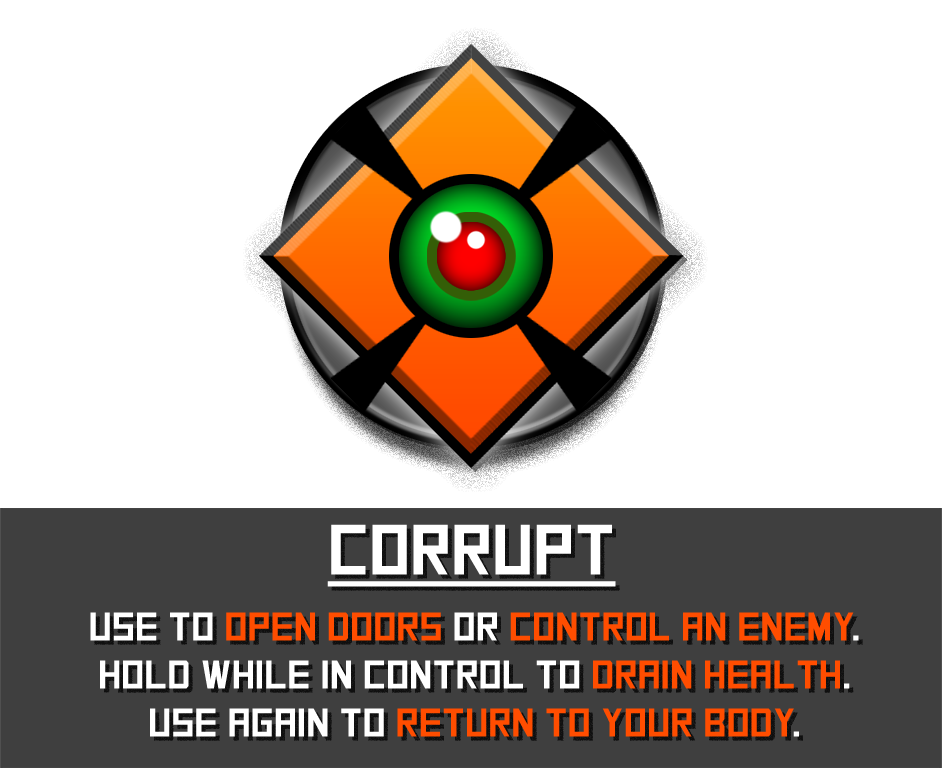 CORRUPT
USE TO OPEN DOORS OR CONTROL AN ENEMY.
HOLD WHILE IN CONTROL TO DRAIN HEALTH.
USE AGAIN TO RETURN TO YOUR BODY.